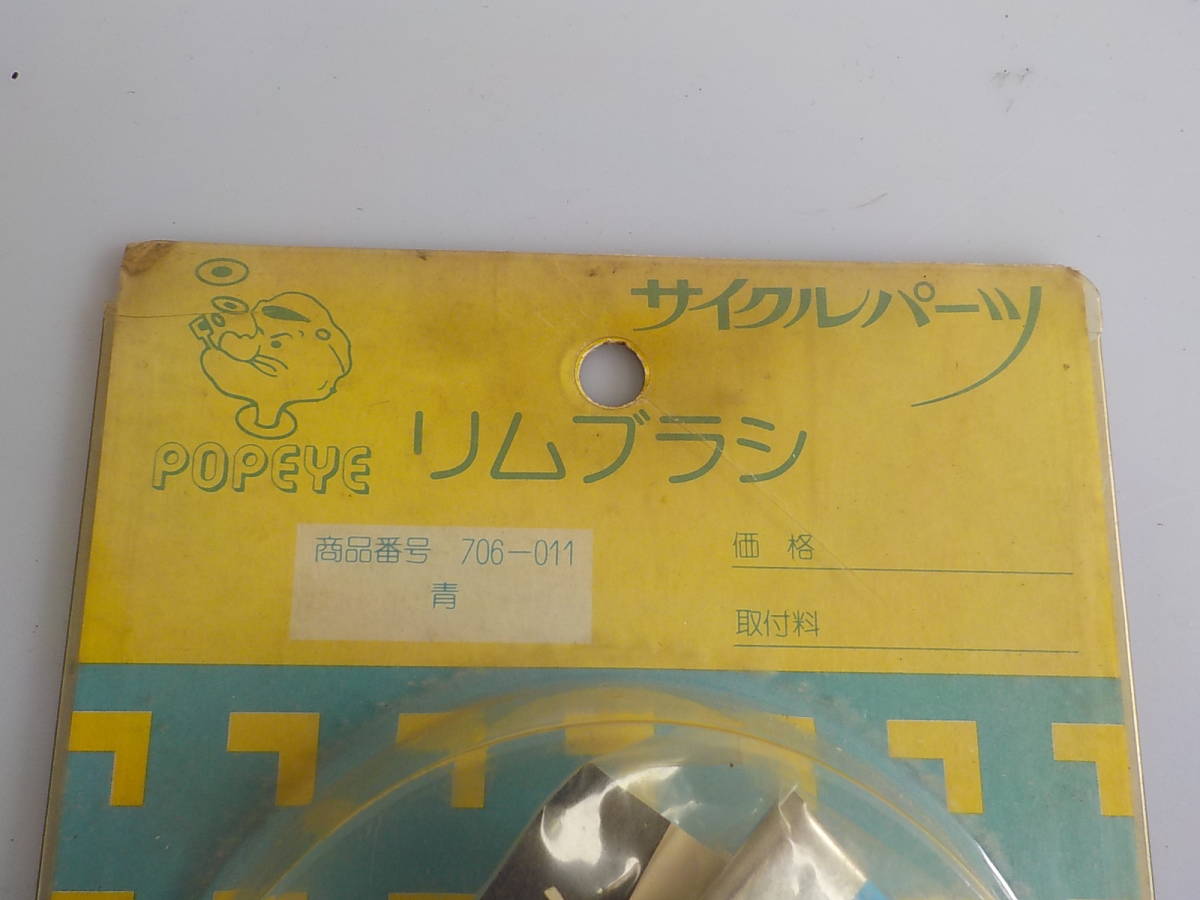 サイクルパーツ
POPEYE
リムブラシ
商品番号 706-011
青
価格
取付料